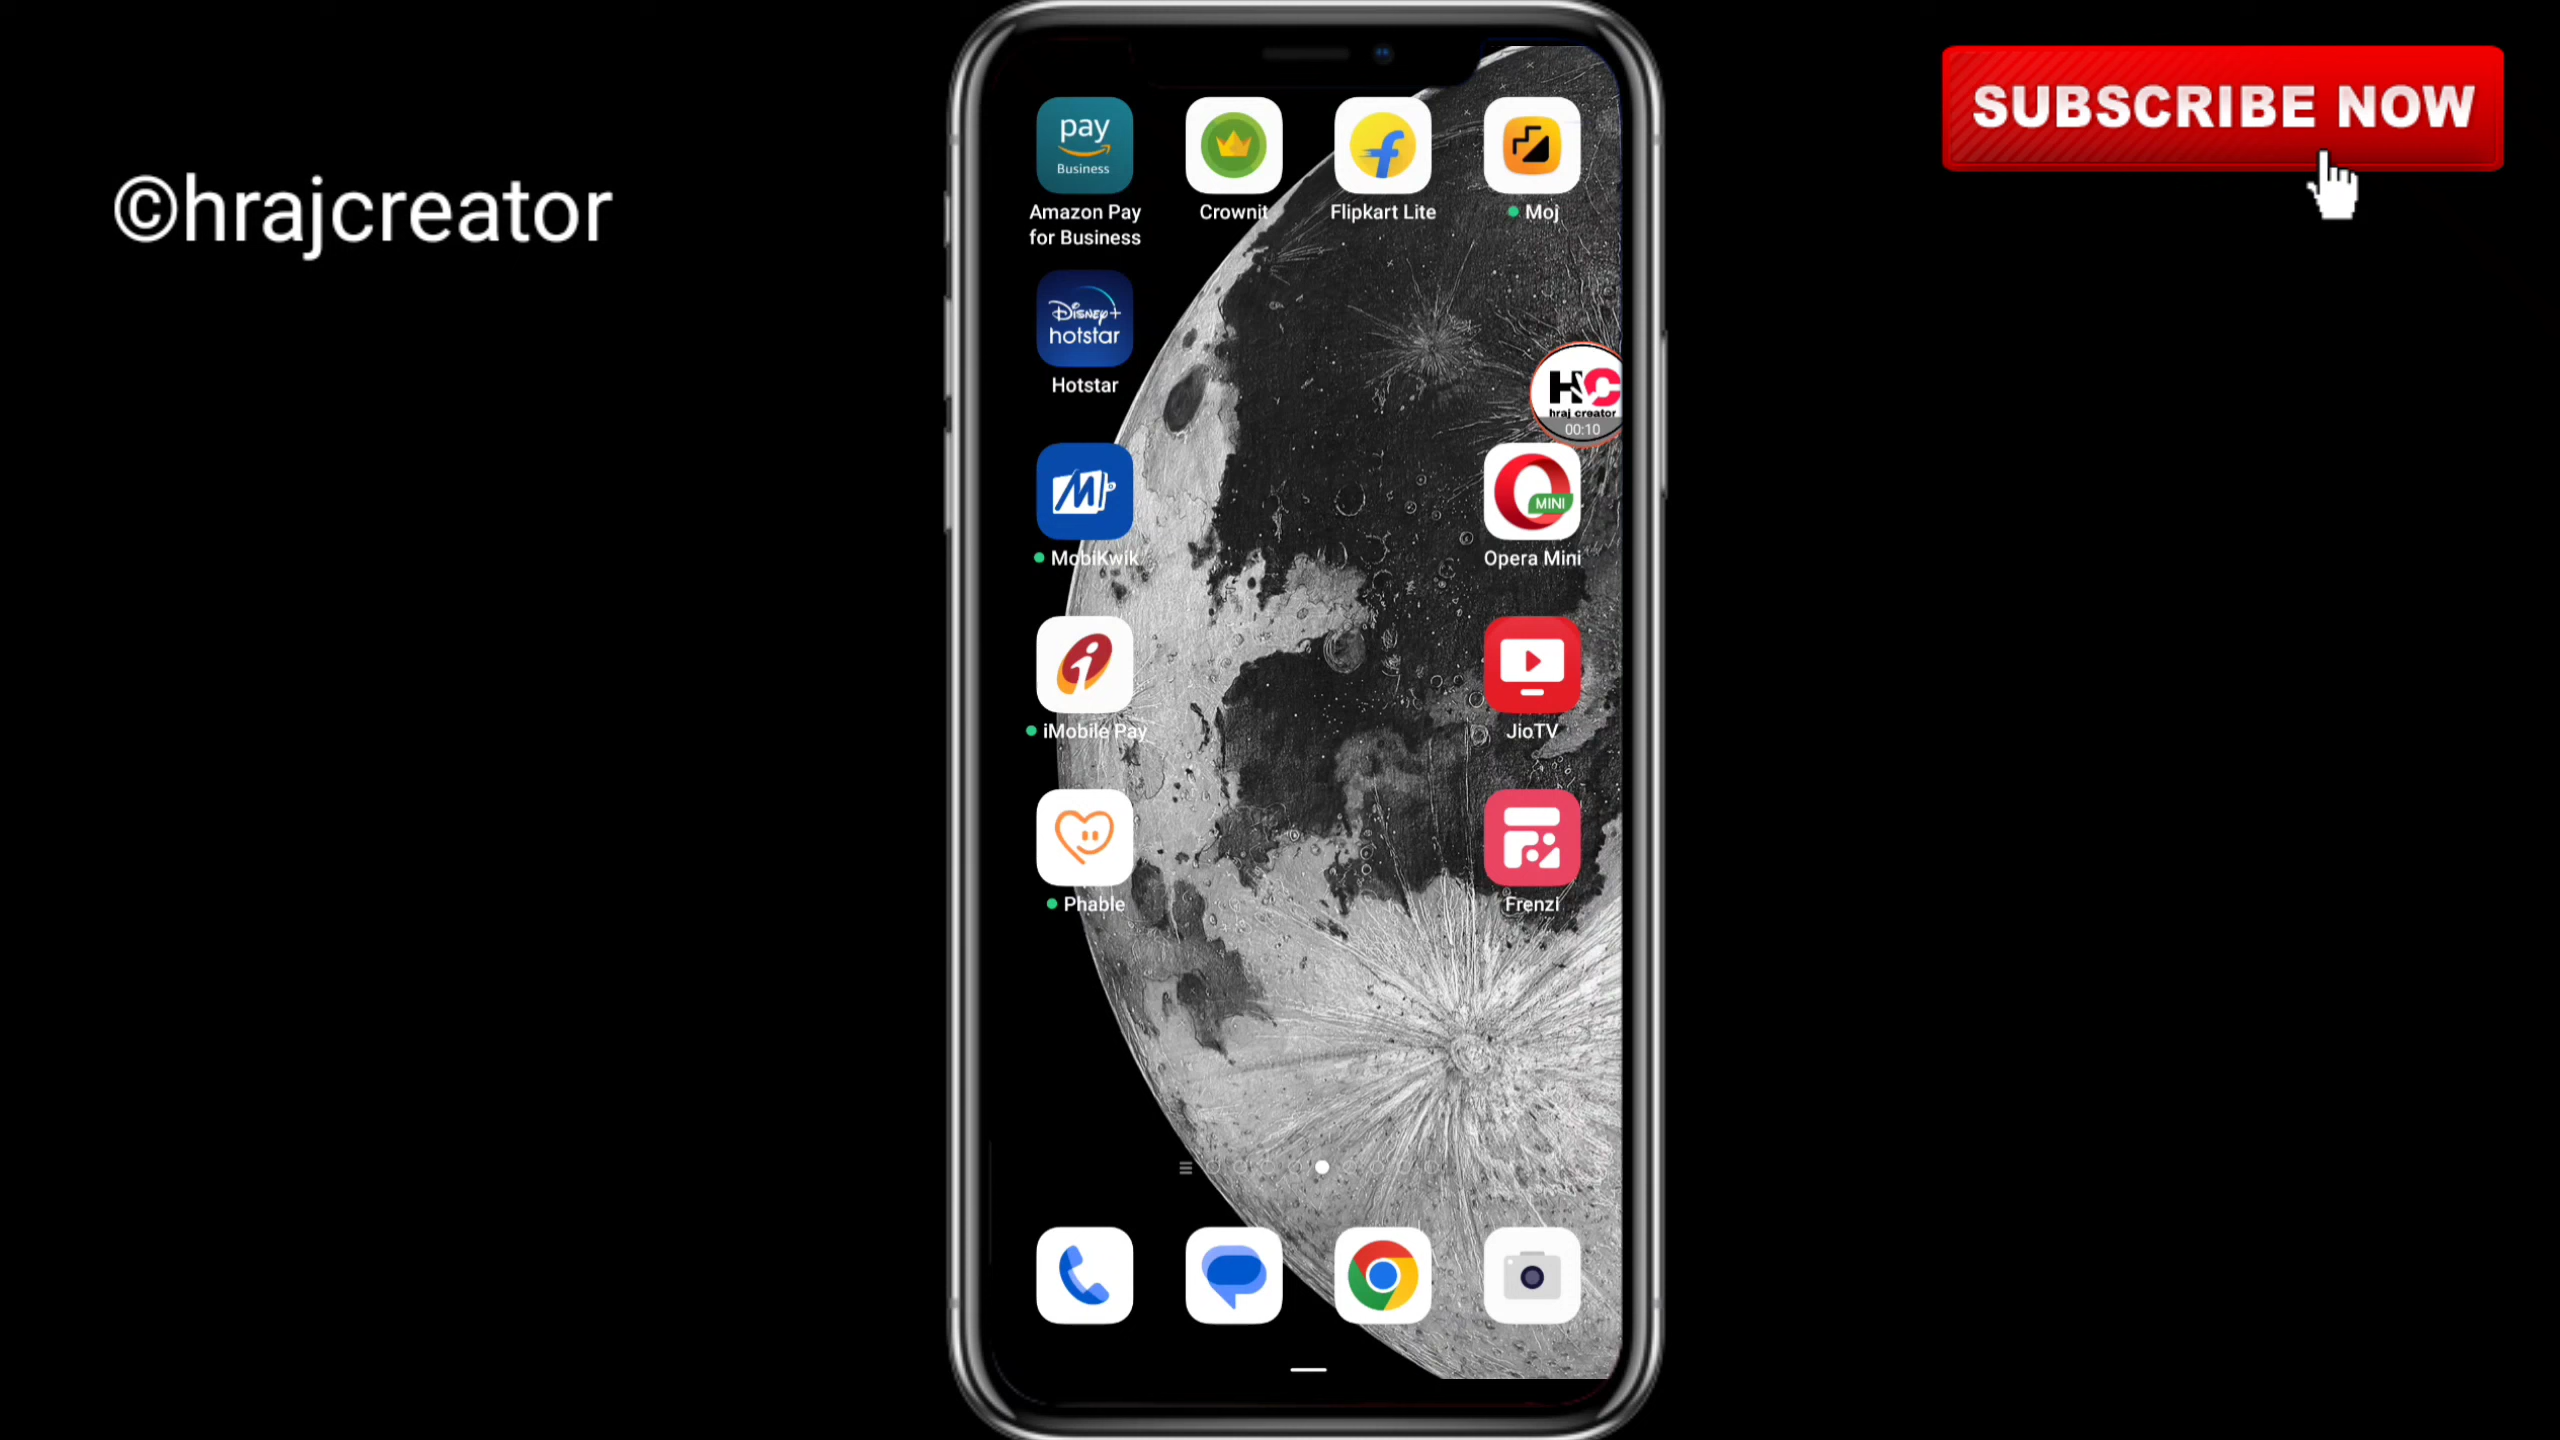 SUBSCRIBE NOW
©hrajcreator
pay
Business
Amazon Pay
for Business
Crownit
Flipkart Lite
Moj
Disney+
hotstar
Hotstar
HC
hraj creator
00:10
MobiKwik
MINI
Opera Mini
iMobile Pay
JioTV
Phable
Frenzi